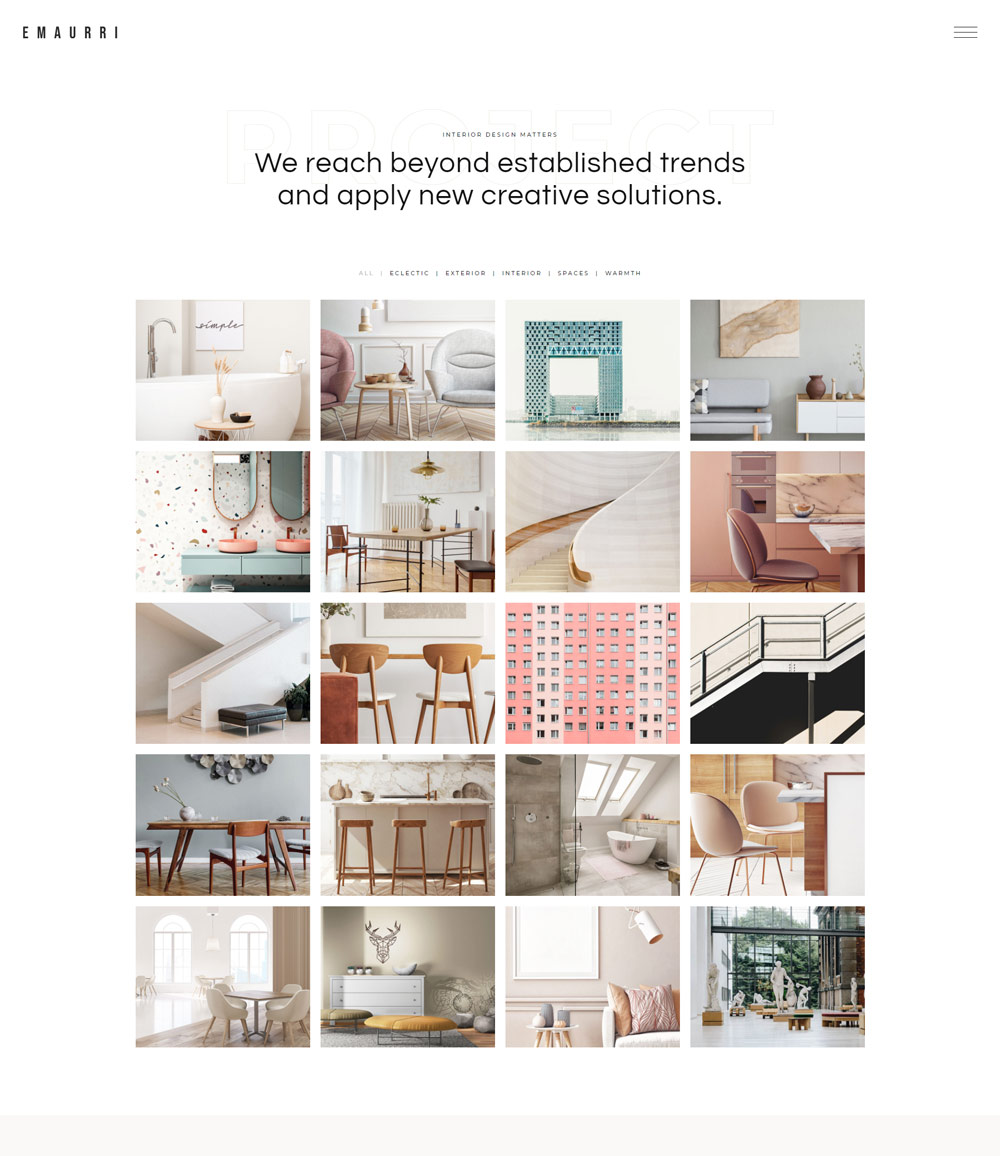 EMAURRI
PROJECT
INTERIOR DESIGN MATTERS
We reach beyond established trends
and apply new creative solutions.
ALL | ECLECTIC | EXTERIOR | INTERIOR | SPACES | WARMTH
simple